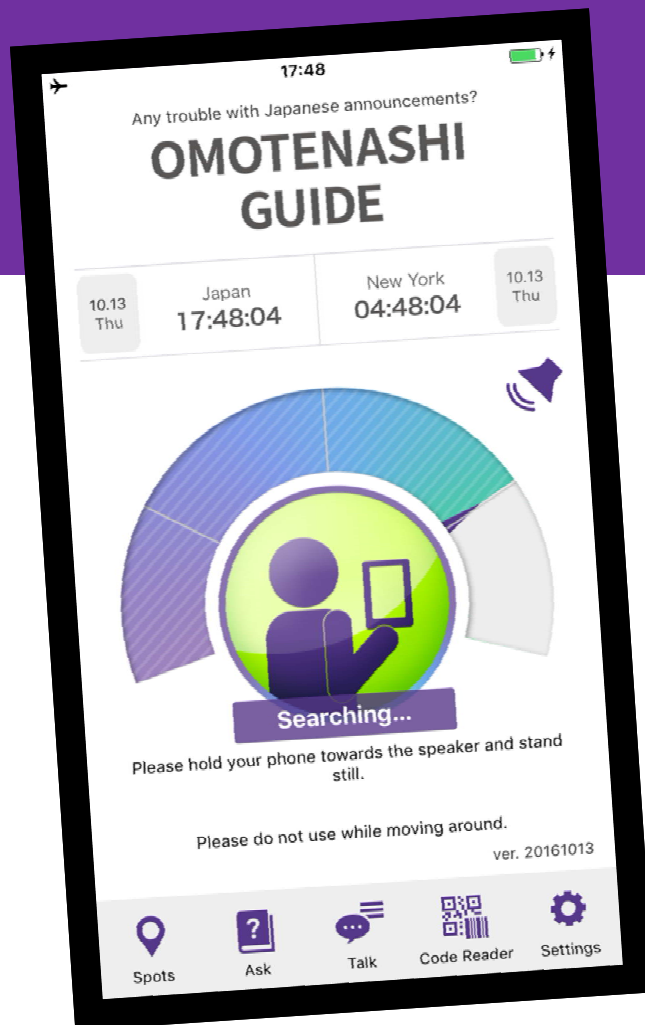 17:48
Any trouble with Japanese announcements?
OMOTENASHI
GUIDE
10.13
Thu
Japan
17:48:04
New York
04:48:04
10.13
Thu
Searching...
Please hold your phone towards the speaker and stand
still.
Please do not use while moving around.
ver. 20161013
?
Spots
Ask
Talk
Code Reader
Settings